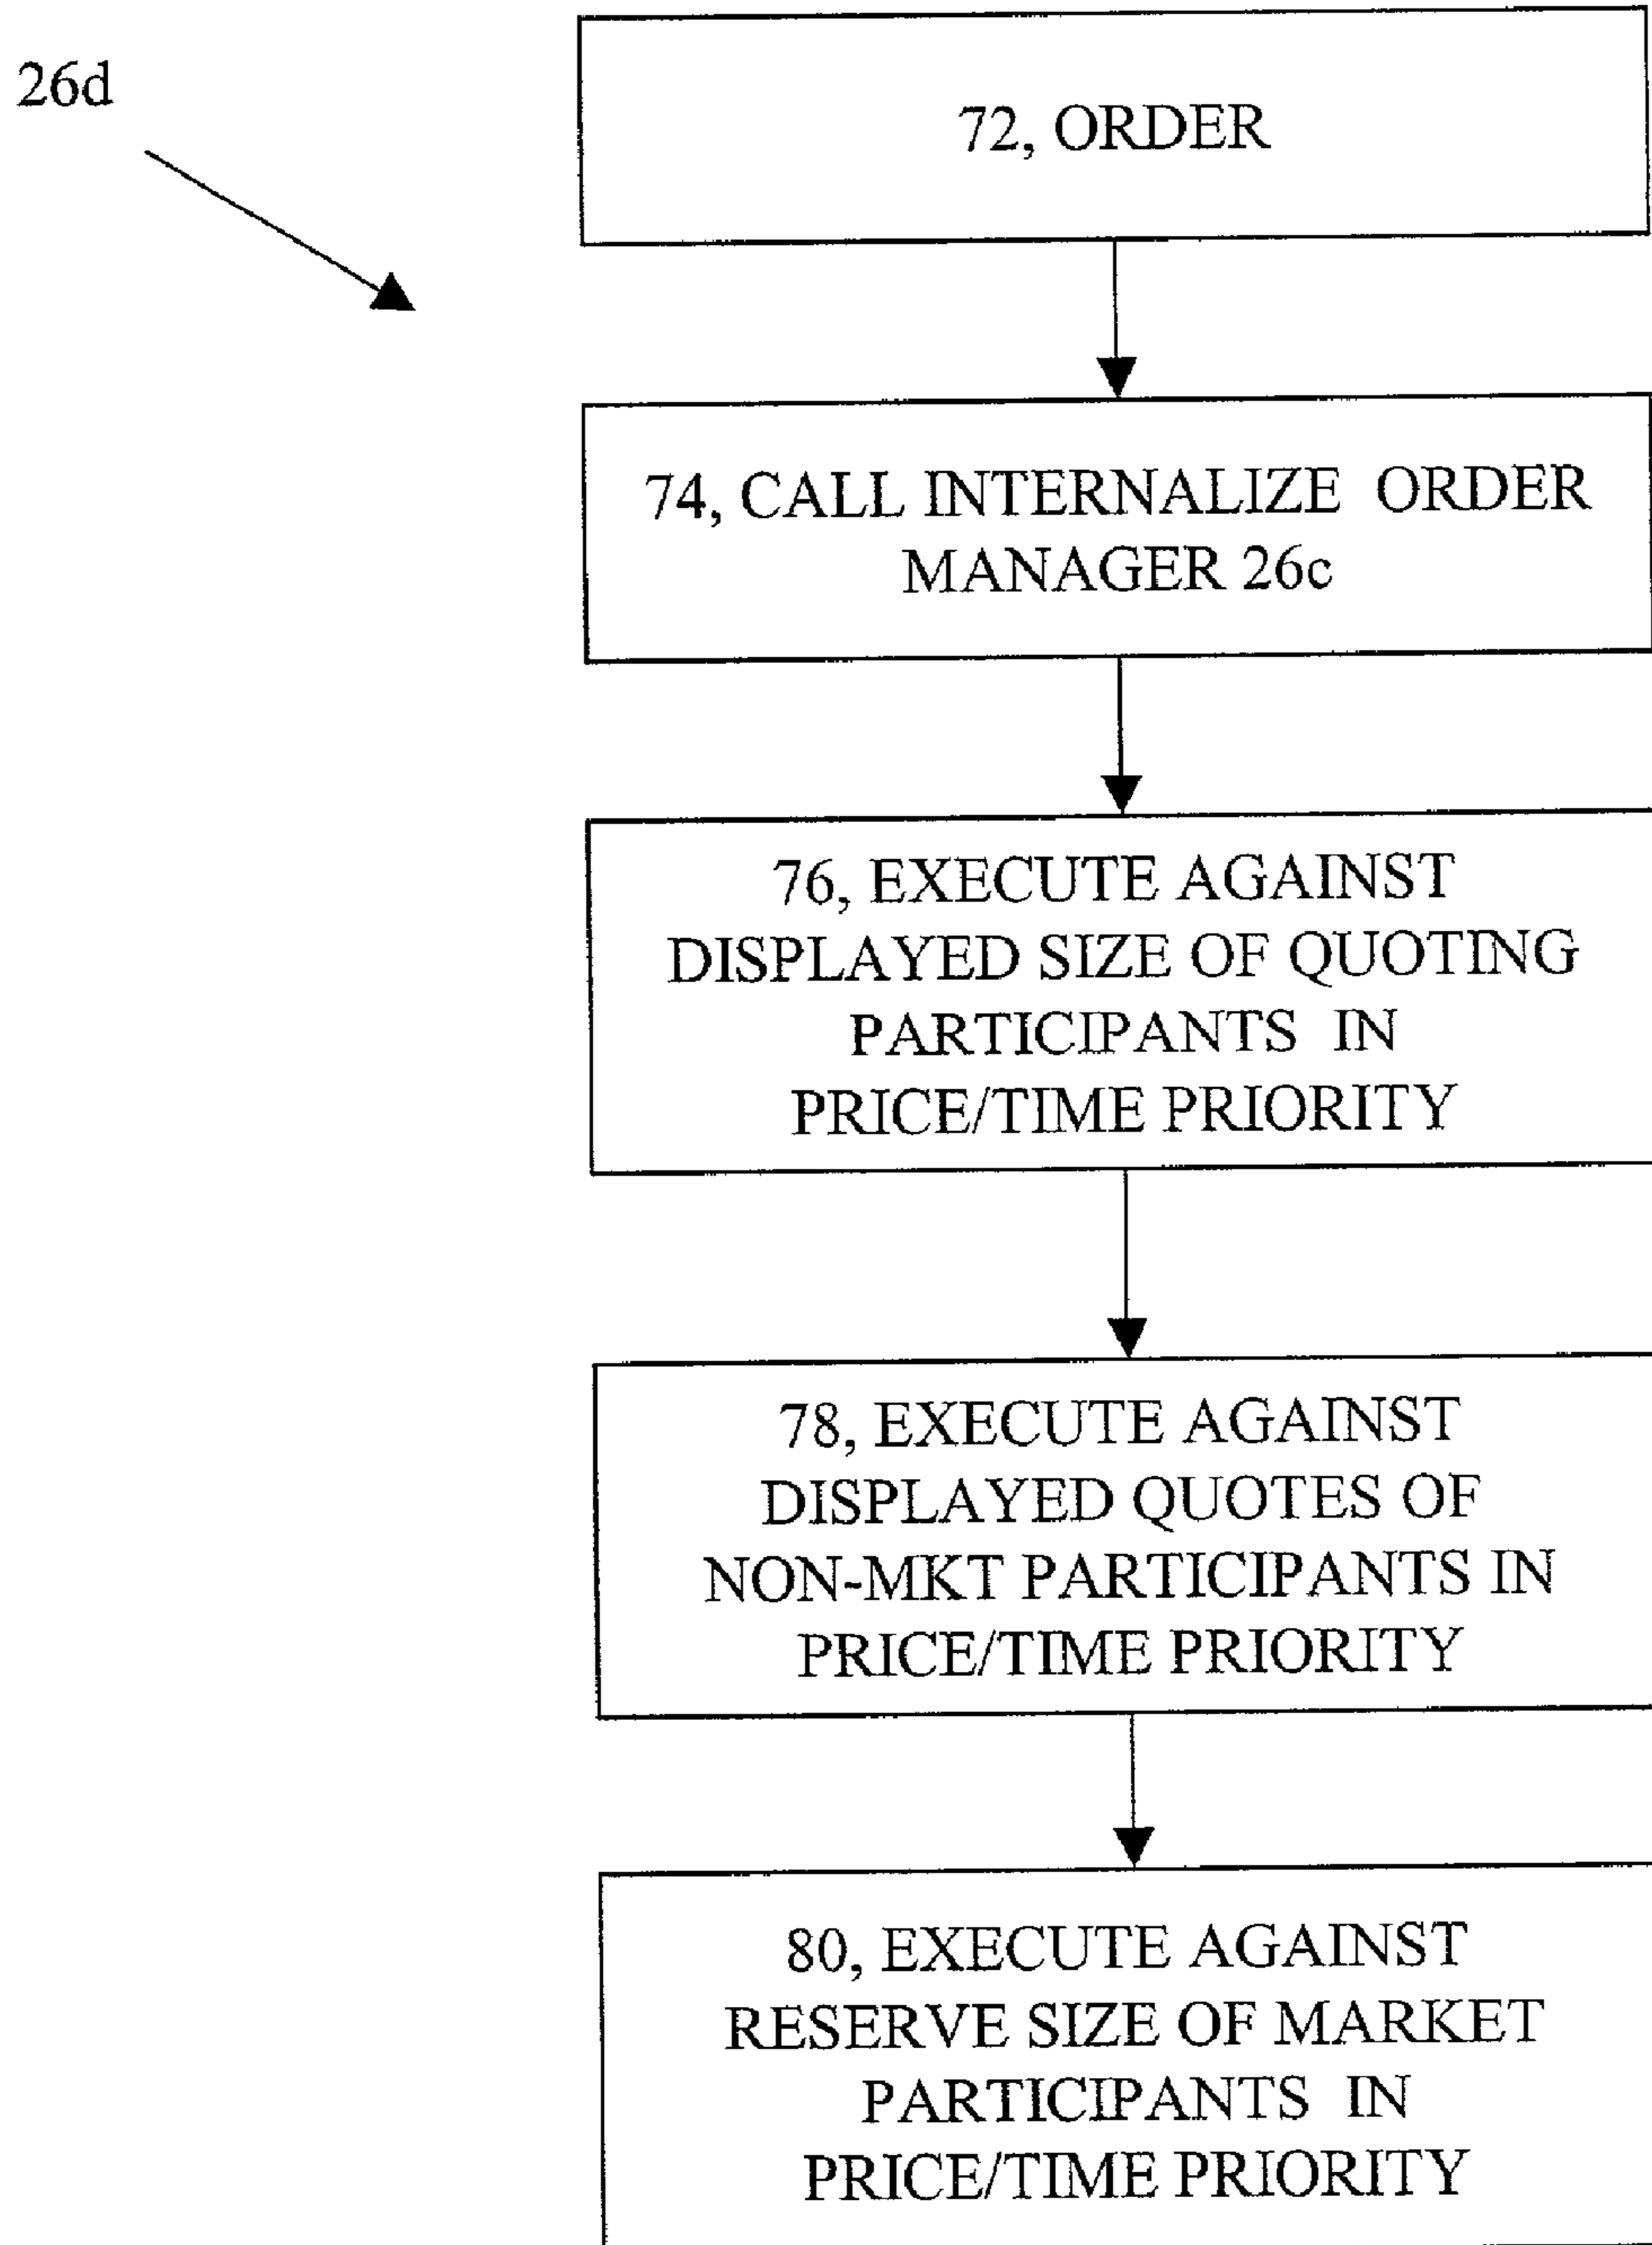 26d
72, ORDER
74, CALL INTERNALIZE ORDER
MANAGER 26c
76, EXECUTE AGAINST
DISPLAYED SIZE OF QUOTING
PARTICIPANTS IN
PRICE/TIME PRIORITY
78, EXECUTE AGAINST
DISPLAYED QUOTES OF
NON-MKT PARTICIPANTS IN
PRICE/TIME PRIORITY
80, EXECUTE AGAINST
RESERVE SIZE OF MARKET
PARTICIPANTS IN
PRICE/TIME PRIORITY